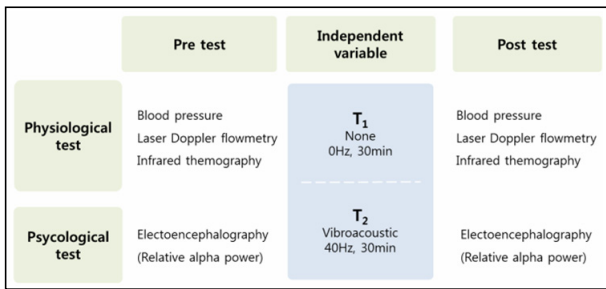 Pre test
Independent
variable
Post test
Physiological
test
Blood pressure
Laser Doppler flowmetry
Infrared themography
T1
None
0Hz, 30min
Blood pressure
Laser Doppler flowmetry
Infrared themography
Psycological
test
Electoencephalography
(Relative alpha power)
T2
Vibroacoustic
40Hz, 30min
Electoencephalography
(Relative alpha power)